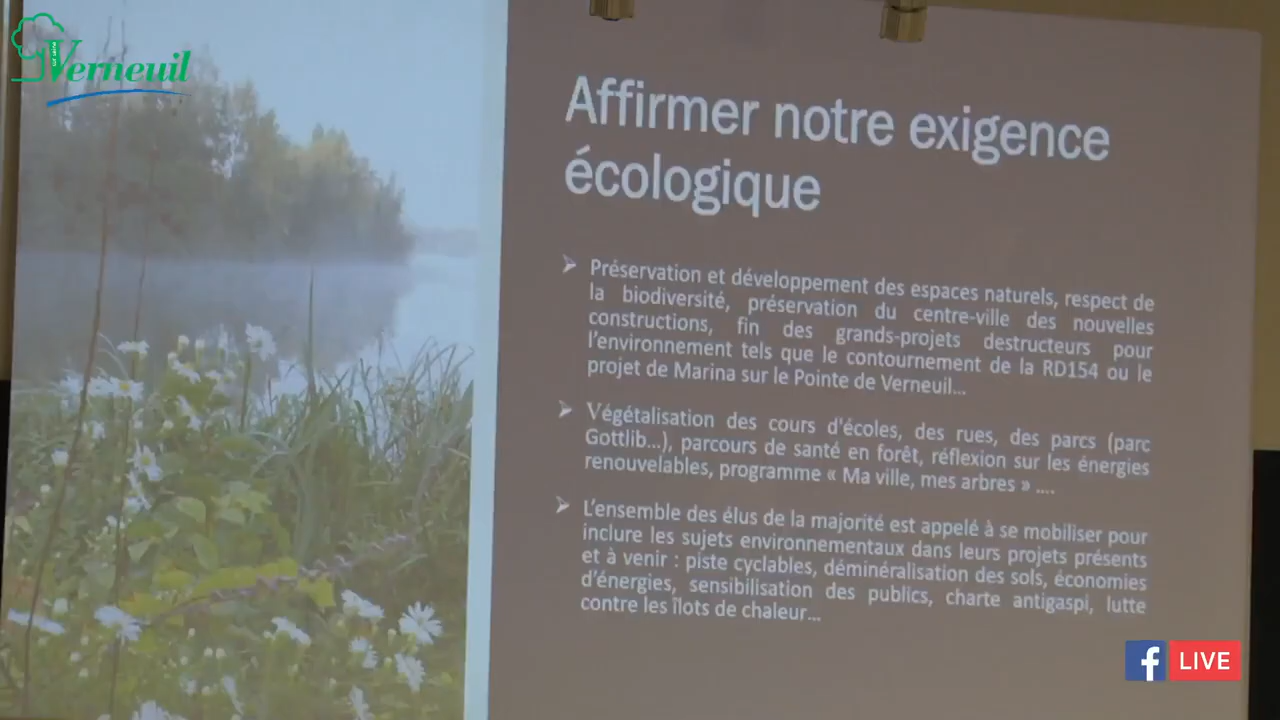 Verneuil
sur seine
Affirmer notre exigence
écologique
Préservation et développement des espaces naturels, respect de
la biodiversité, préservation du centre-ville des nouvelles
constructions, fin des grands-projets destructeurs pour
l'environnement tels que le contournement de la RD154 ou le
projet de Marina sur le Pointe de Verneuil...
Végétalisation des cours d'écoles, des rues, des parcs (parc
Gottlib...), parcours de santé en forêt, réflexion sur les énergies
renouvelables, programme « Ma ville, mes arbres » ....
L'ensemble des élus de la majorité est appelé à se mobiliser pour
inclure les sujets environnementaux dans leurs projets présents
et à venir : piste cyclables, déminéralisation des sols, économies
d'énergies, sensibilisation des publics, charte antigaspi, lutte
contre les îlots de chaleur...
f LIVE